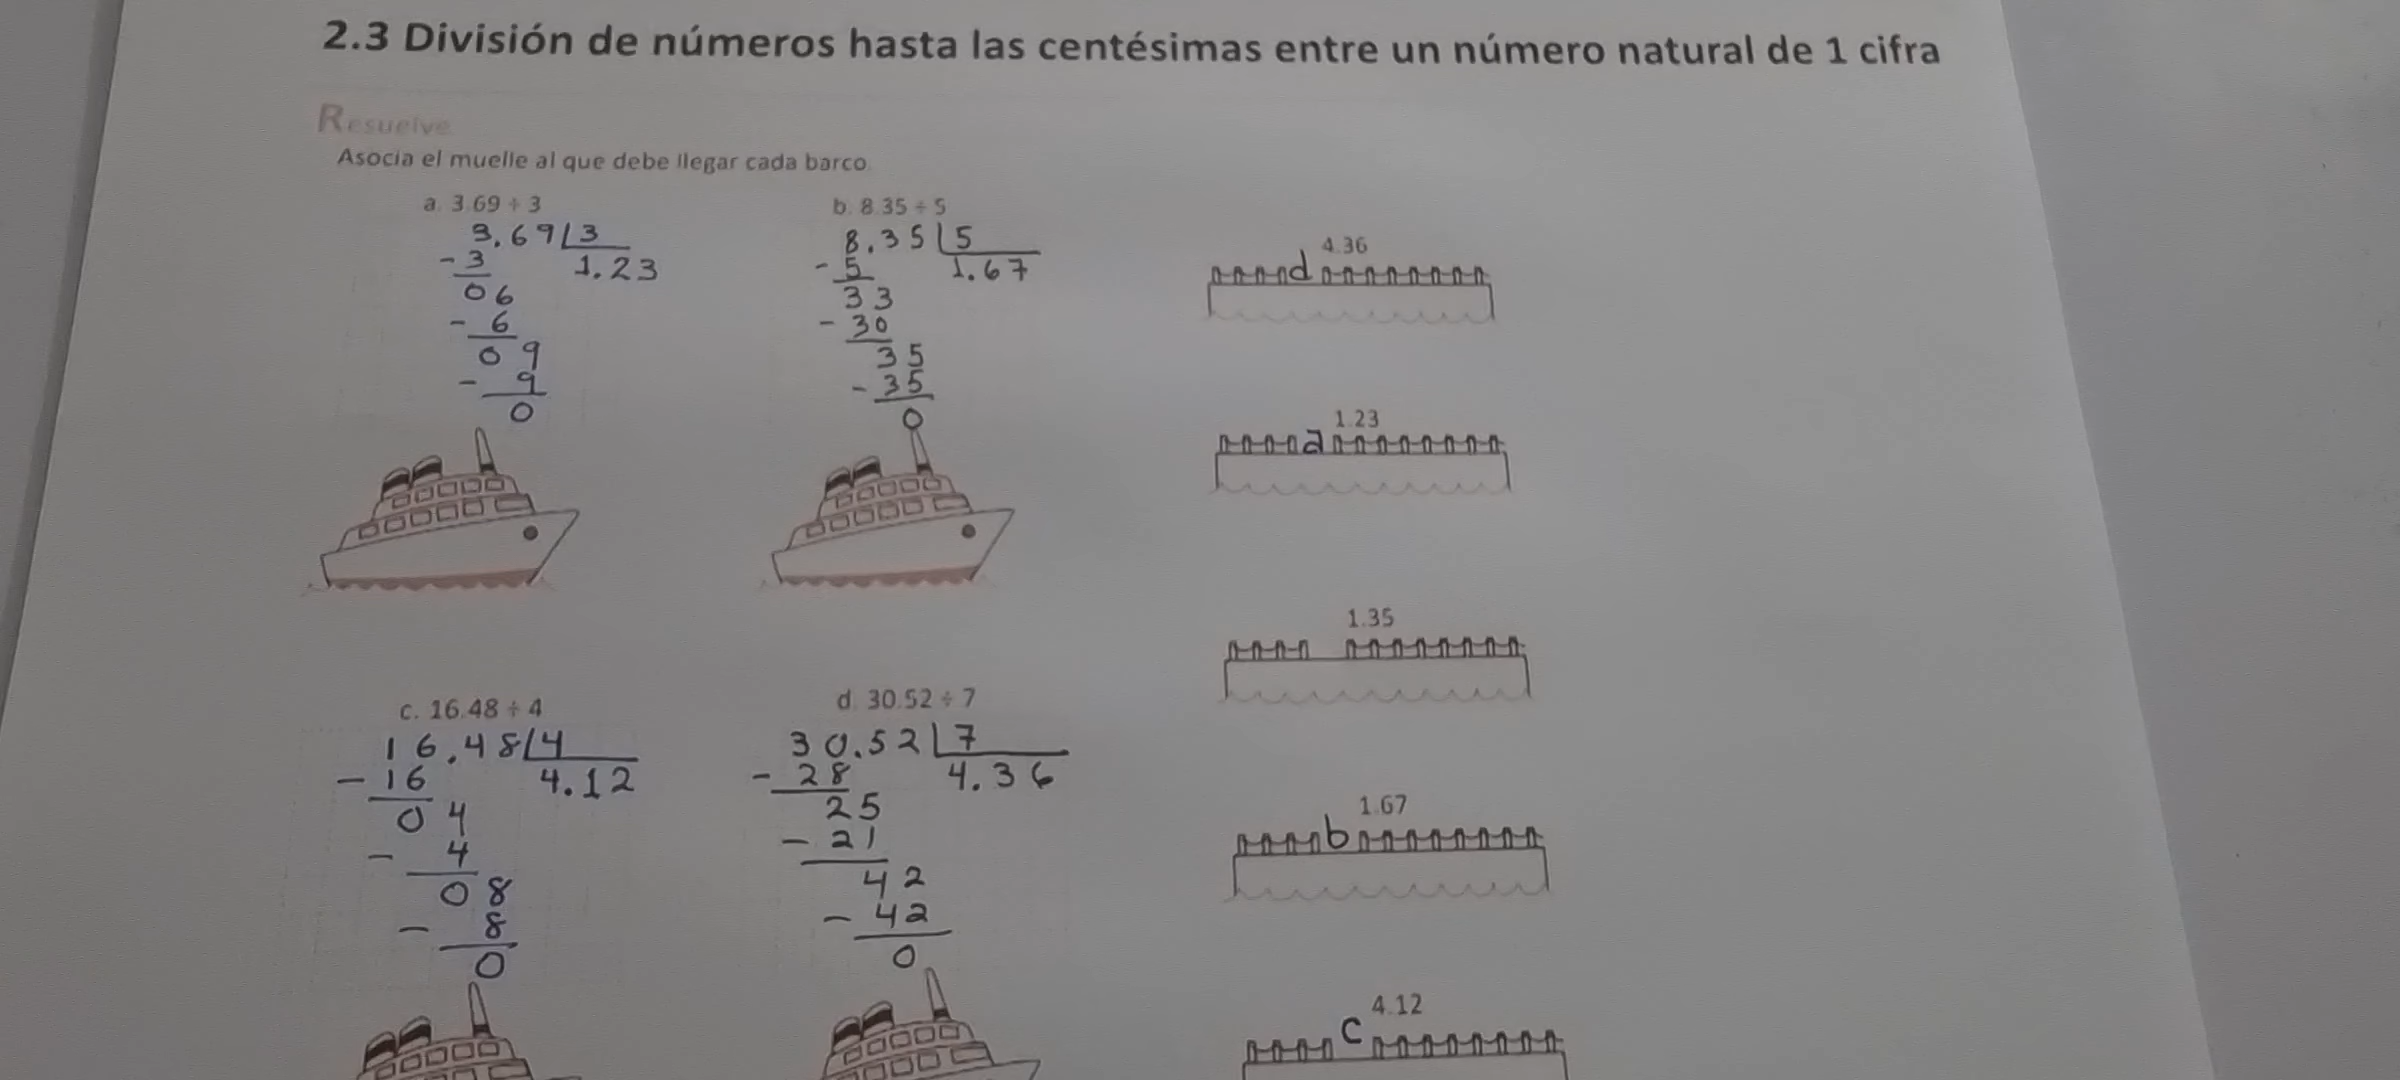 2.3 División de números hasta las centésimas entre un número natural de 1 cifra
Resuelve
Asocia el muelle al que debe llegar cada barco.
a. 3.69 ÷ 3
3.69 3
- 3 1.23
06
- 6
09
- 9
0
b. 8.35 ÷ 5
8.35 5
- 5 1.67
33
- 30
35
- 35
0
c. 16.48 ÷ 4
16.48 4
- 16 4.12
04
- 4
08
- 8
0
d. 30.52 ÷ 7
30.52 7
- 28 4.36
25
- 21
42
- 42
0
4.36
d
1.23
a
1.35
1.67
b
4.12
c